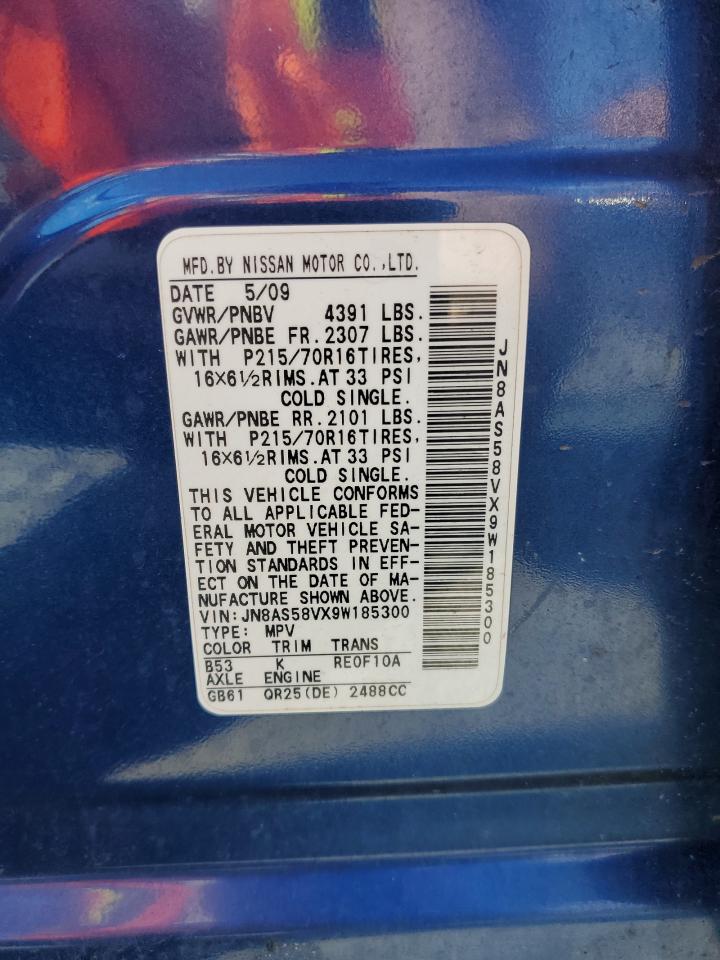 MFD.BY NISSAN MOTOR CO.,LTD.
DATE 5/09
GVWR/PNBV 4391 LBS.
GAWR/PNBE FR.2307 LBS.
WITH P215/70R16TIRES,
16×6½RIMS.AT 33 PSI
COLD SINGLE.
GAWR/PNBE RR.2101 LBS.
WITH P215/70R16TIRES,
16×6½RIMS.AT 33 PSI
COLD SINGLE.
THIS VEHICLE CONFORMS
TO ALL APPLICABLE FED-
ERAL MOTOR VEHICLE SA-
FETY AND THEFT PREVEN-
TION STANDARDS IN EFF-
ECT ON THE DATE OF MA-
NUFACTURE SHOWN ABOVE.
VIN:JN8AS58VX9W185300
TYPE: MPV
COLOR TRIM TRANS
B53 K RE0F10A
AXLE ENGINE
GB61 QR25(DE) 2488CC
JN8AS58VX9W185300